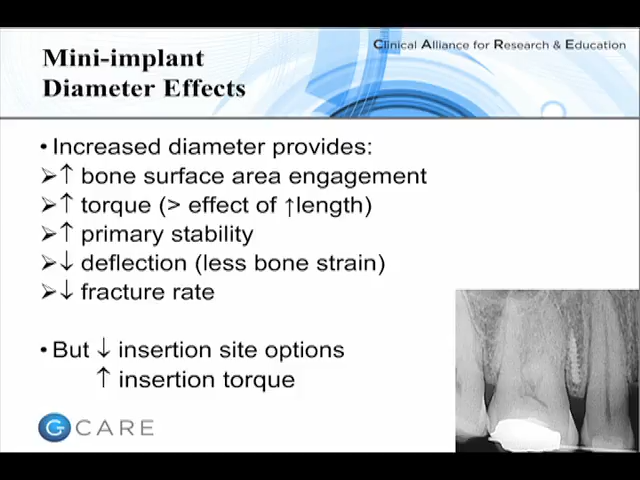 Clinical Alliance for Research & Education
Mini-implant
Diameter Effects
• Increased diameter provides:
➢↑ bone surface area engagement
➢↑ torque (> effect of ↑length)
➢↑ primary stability
➢↓ deflection (less bone strain)
➢↓ fracture rate
• But ↓ insertion site options
↑ insertion torque
G CARE